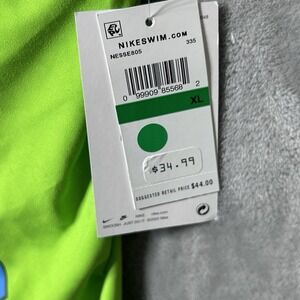 NIKESWIM.COM
NESSE805 335
0 99909 85568 2
XL
$34.99
SUGGESTED RETAIL PRICE $44.00